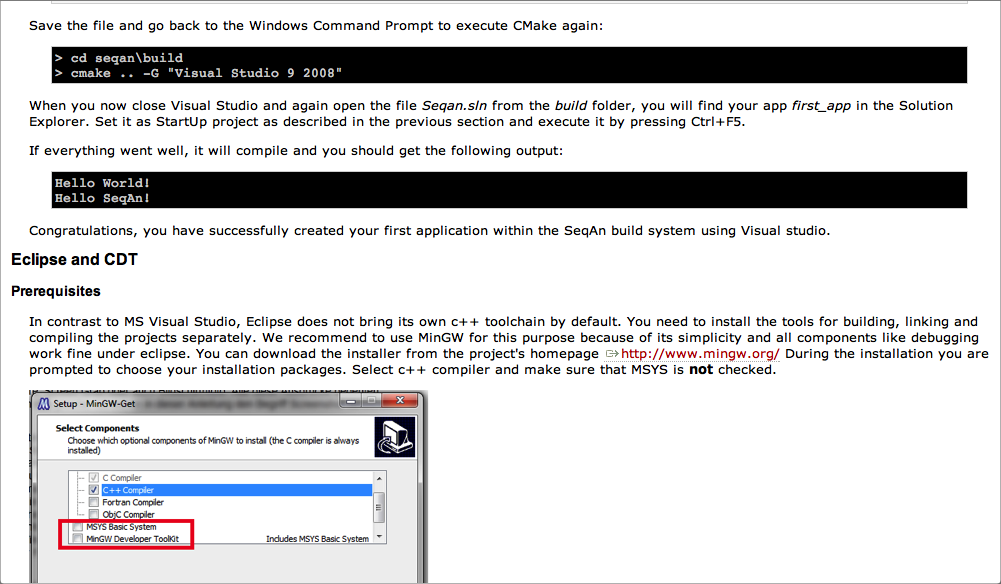 Save the file and go back to the Windows Command Prompt to execute CMake again:
> cd seqan\build
> cmake .. -G "Visual Studio 9 2008"
When you now close Visual Studio and again open the file Seqan.sln from the build folder, you will find your app first_app in the Solution
Explorer. Set it as StartUp project as described in the previous section and execute it by pressing Ctrl+F5.
If everything went well, it will compile and you should get the following output:
Hello World!
Hello SeqAn!
Congratulations, you have successfully created your first application within the SeqAn build system using Visual studio.
Eclipse and CDT
Prerequisites
In contrast to MS Visual Studio, Eclipse does not bring its own c++ toolchain by default. You need to install the tools for building, linking and
compiling the projects separately. We recommend to use MinGW for this purpose because of its simplicity and all components like debugging
work fine under eclipse. You can download the installer from the project's homepage http://www.mingw.org/ During the installation you are
prompted to choose your installation packages. Select c++ compiler and make sure that MSYS is not checked.
Setup - MinGW-Get
Select Components
Choose which optional components of MinGW to install (the C compiler is always
installed)
C Compiler
C++ Compiler
Fortran Compiler
ObjC Compiler
MSYS Basic System
MinGW Developer ToolKit Includes MSYS Basic System